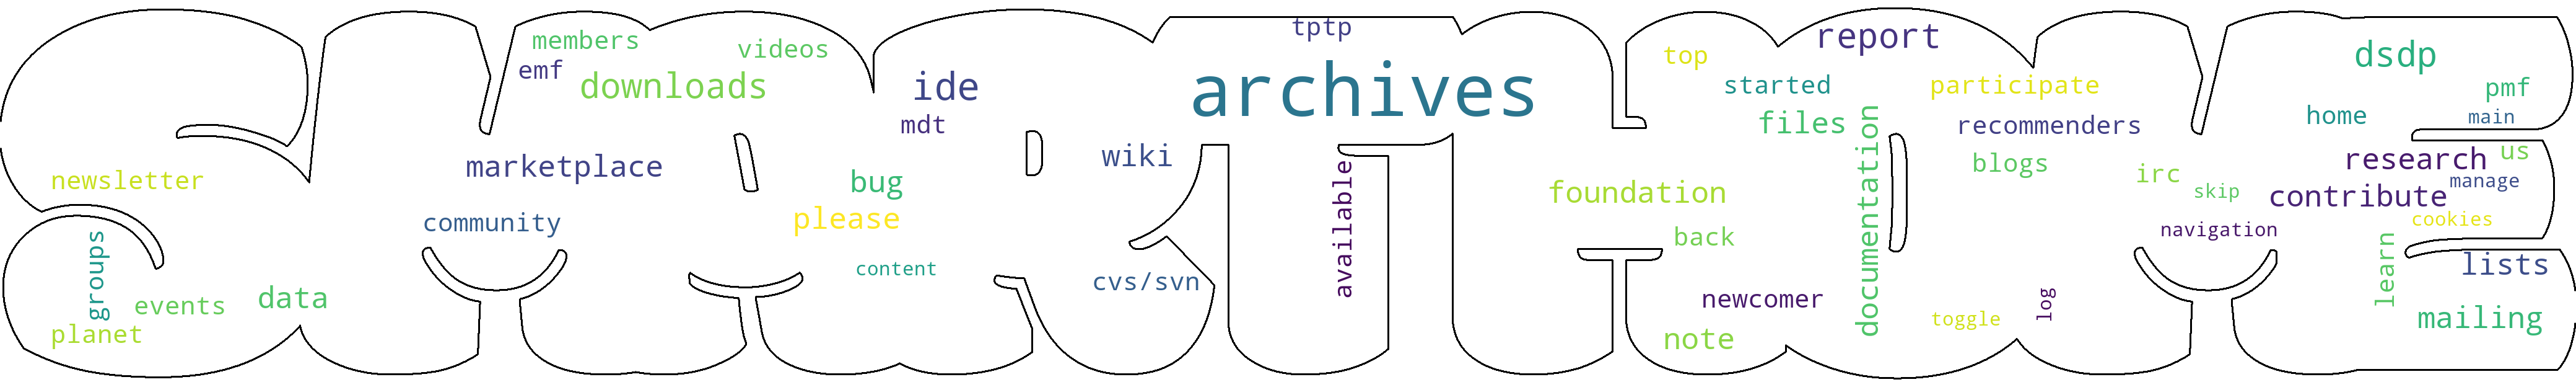 members
videos
emf
downloads
ide
mdt
tptp
archives
top
report
started
participate
files
recommenders
dsdp
pmf
home
main
newsletter
marketplace
community
bug
please
wiki
available
foundation
documentation
blogs
irc
skip
research
us
manage
contribute
cookies
navigation
groups
events
planet
data
content
cvs/svn
back
newcomer
note
toggle
log
learn
lists
mailing